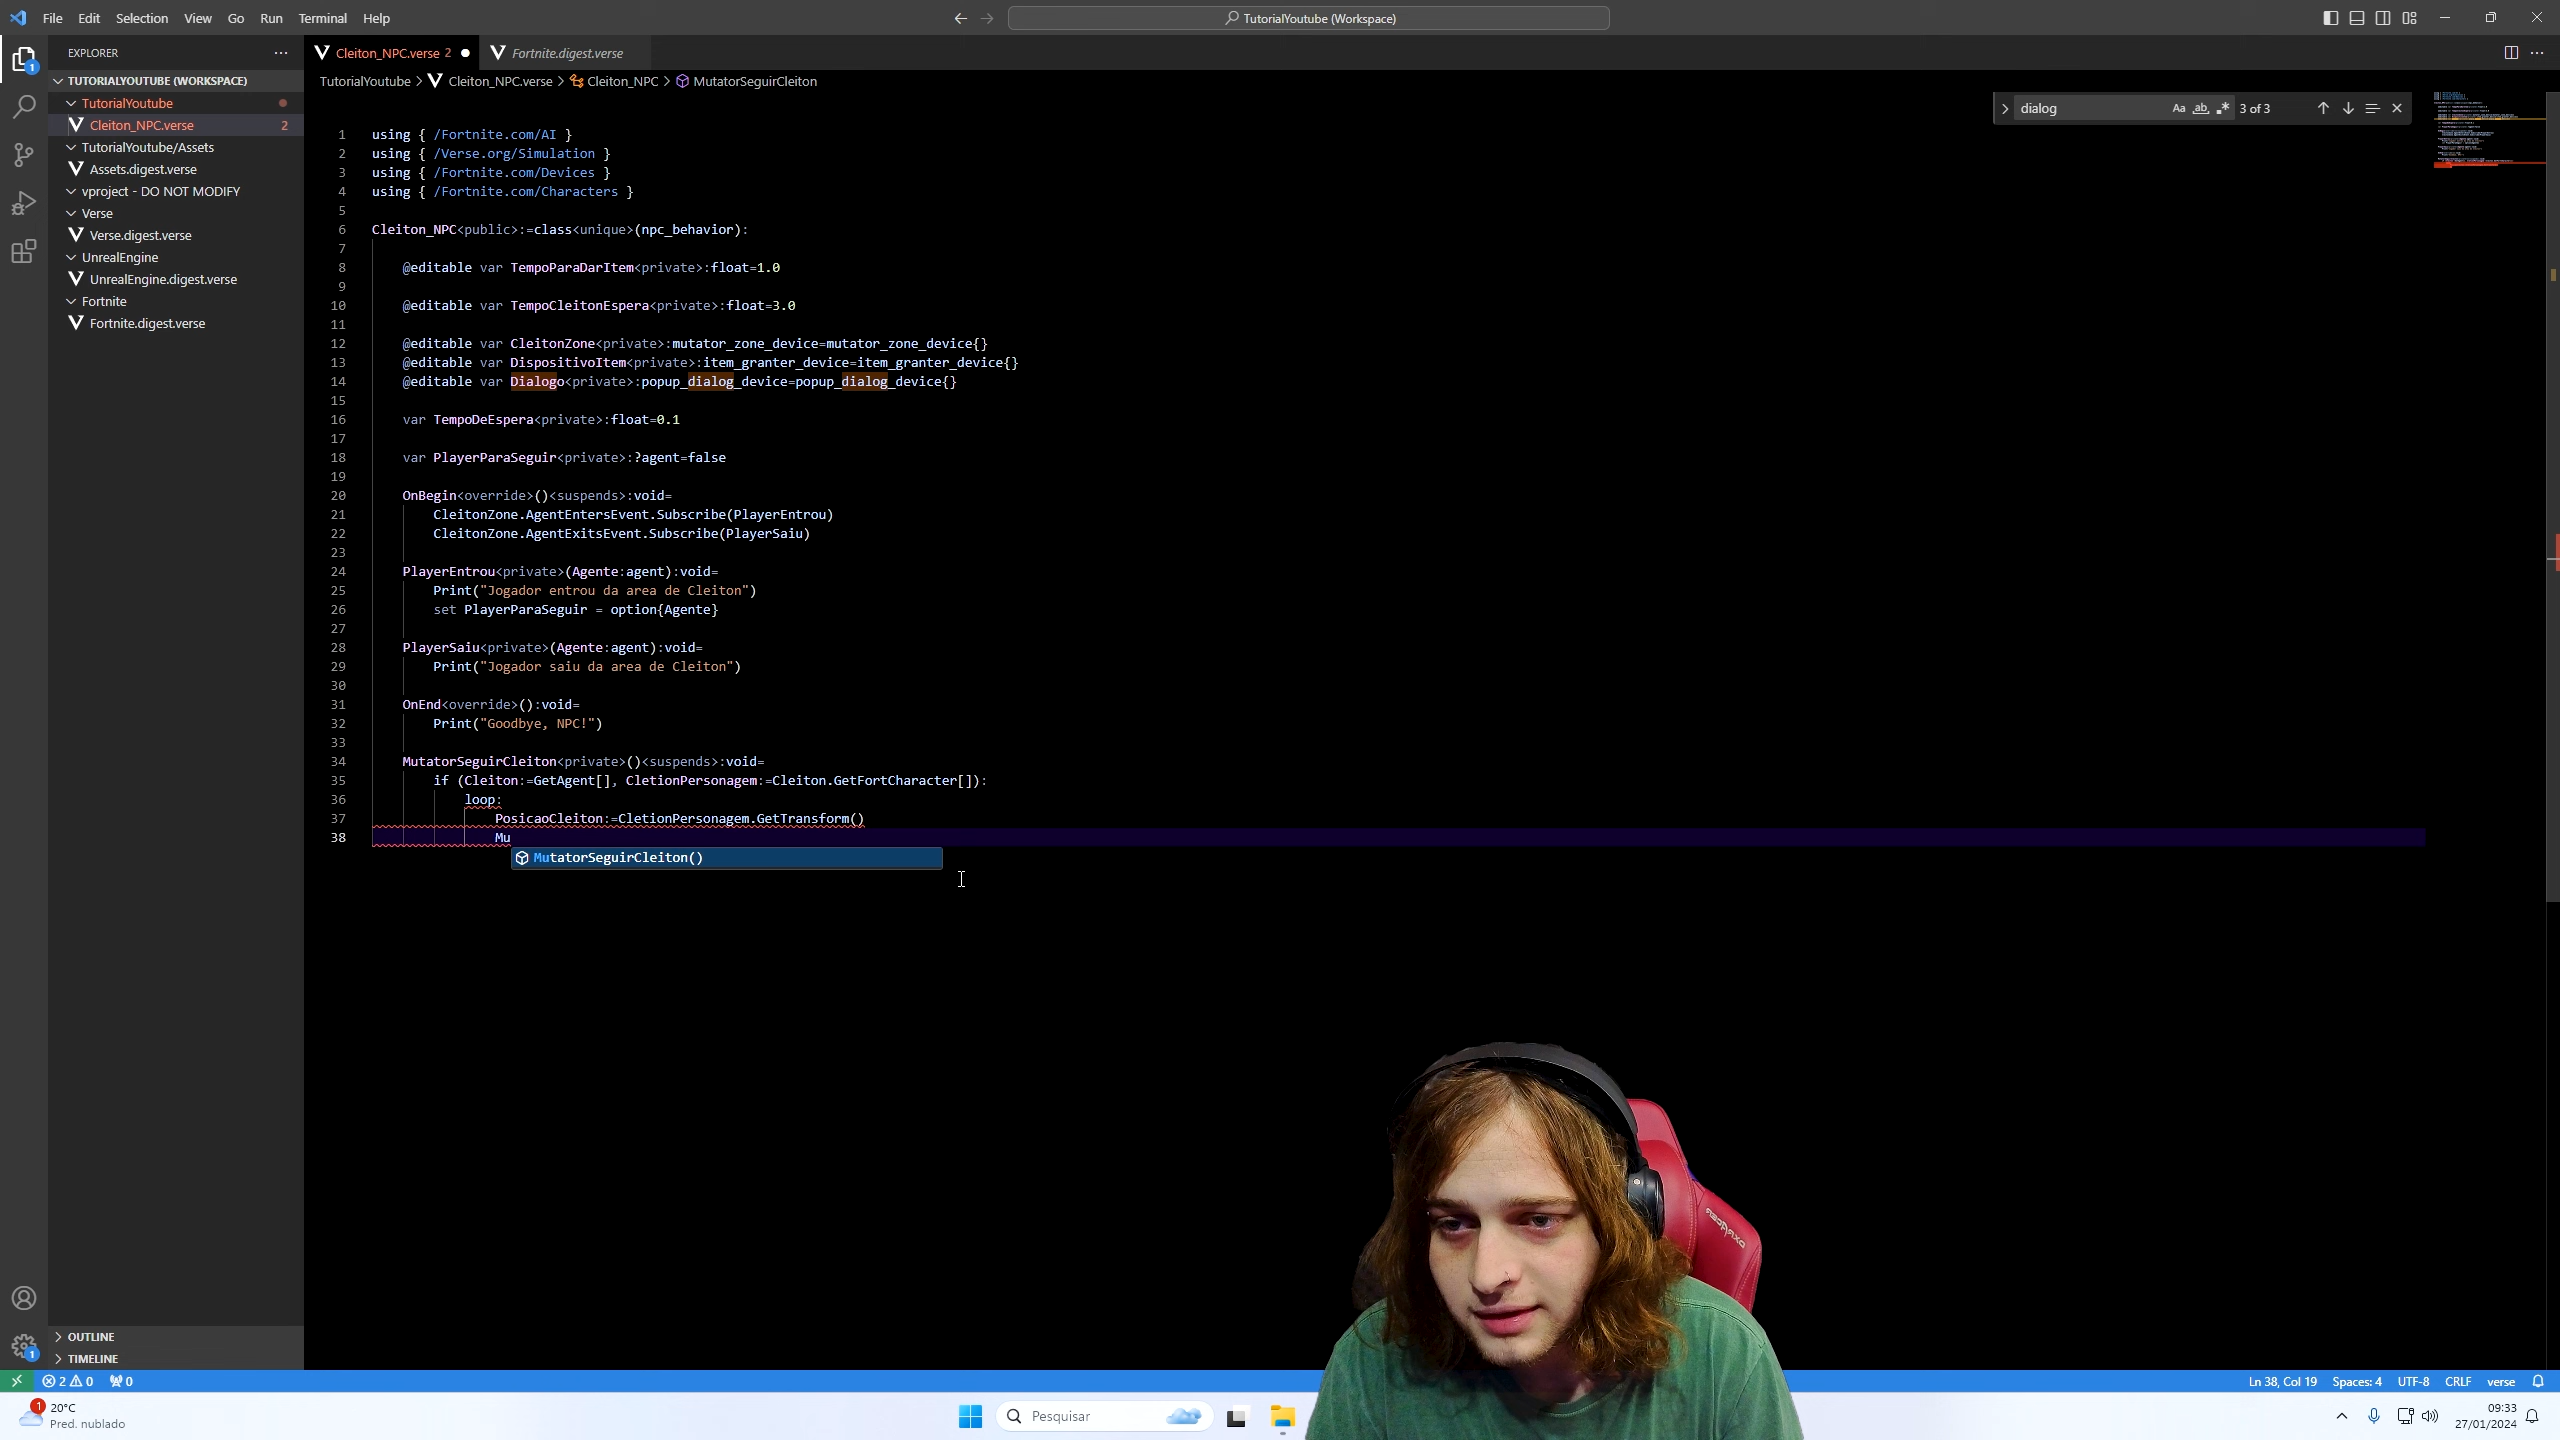 File Edit Selection View Go Run Terminal Help
TutorialYoutube (Workspace)
EXPLORER
TUTORIALYOUTUBE (WORKSPACE)
TutorialYoutube
Cleiton_NPC.verse 2
TutorialYoutube/Assets
Assets.digest.verse
vproject - DO NOT MODIFY
Verse
Verse.digest.verse
UnrealEngine
UnrealEngine.digest.verse
Fortnite
Fortnite.digest.verse
OUTLINE
TIMELINE
Cleiton_NPC.verse 2
Fortnite.digest.verse
TutorialYoutube > Cleiton_NPC.verse > Cleiton_NPC > MutatorSeguirCleiton
dialog Aa ab 3 of 3
1 using { /Fortnite.com/AI }
2 using { /Verse.org/Simulation }
3 using { /Fortnite.com/Devices }
4 using { /Fortnite.com/Characters }
5
6 Cleiton_NPC<public>:=class<unique>(npc_behavior):
7
8 @editable var TempoParaDarItem<private>:float=1.0
9
10 @editable var TempoCleitonEspera<private>:float=3.0
11
12 @editable var CleitonZone<private>:mutator_zone_device=mutator_zone_device{}
13 @editable var DispositivoItem<private>:item_granter_device=item_granter_device{}
14 @editable var Dialogo<private>:popup_dialog_device=popup_dialog_device{}
15
16 var TempoDeEspera<private>:float=0.1
17
18 var PlayerParaSeguir<private>:?agent=false
19
20 OnBegin<override>()<suspends>:void=
21 CleitonZone.AgentEntersEvent.Subscribe(PlayerEntrou)
22 CleitonZone.AgentExitsEvent.Subscribe(PlayerSaiu)
23
24 PlayerEntrou<private>(Agente:agent):void=
25 Print("Jogador entrou da area de Cleiton")
26 set PlayerParaSeguir = option{Agente}
27
28 PlayerSaiu<private>(Agente:agent):void=
29 Print("Jogador saiu da area de Cleiton")
30
31 OnEnd<override>():void=
32 Print("Goodbye, NPC!")
33
34 MutatorSeguirCleiton<private>()<suspends>:void=
35 if (Cleiton:=GetAgent[], CletionPersonagem:=Cleiton.GetFortCharacter[]):
36 loop:
37 PosicaoCleiton:=CletionPersonagem.GetTransform()
38 Mu
MutatorSeguirCleiton()
DXRacer
1
1
2 0 0
Ln 38, Col 19 Spaces: 4 UTF-8 CRLF verse
1
20°C
Pred. nublado
Pesquisar
09:33
27/01/2024